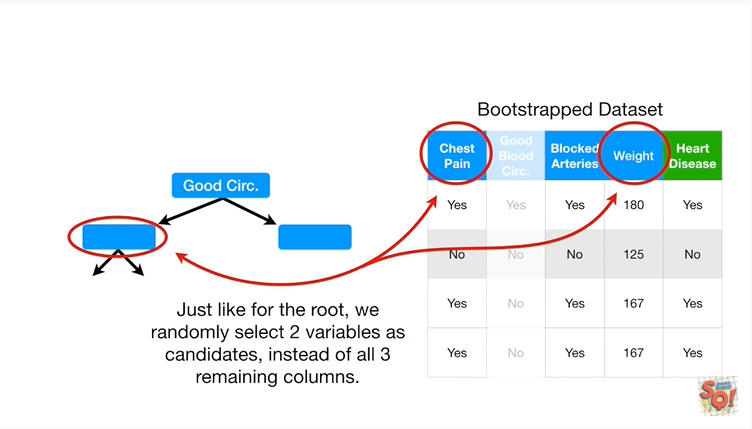 Bootstrapped Dataset
Chest Pain Good Blood Circ. Blocked Arteries Weight Heart Disease
Yes Yes Yes 180 Yes
No No No 125 No
Yes No Yes 167 Yes
Yes No Yes 167 Yes
Good Circ.
Just like for the root, we
randomly select 2 variables as
candidates, instead of all 3
remaining columns.
SQ!